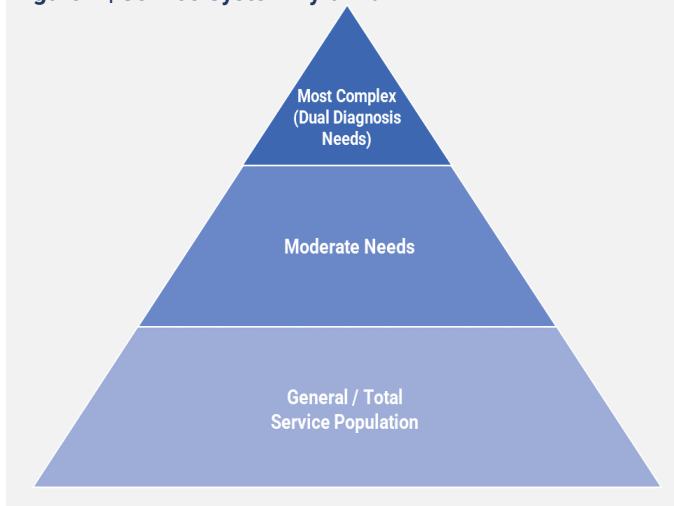 Most Complex
(Dual Diagnosis
Needs)
Moderate Needs
General / Total
Service Population